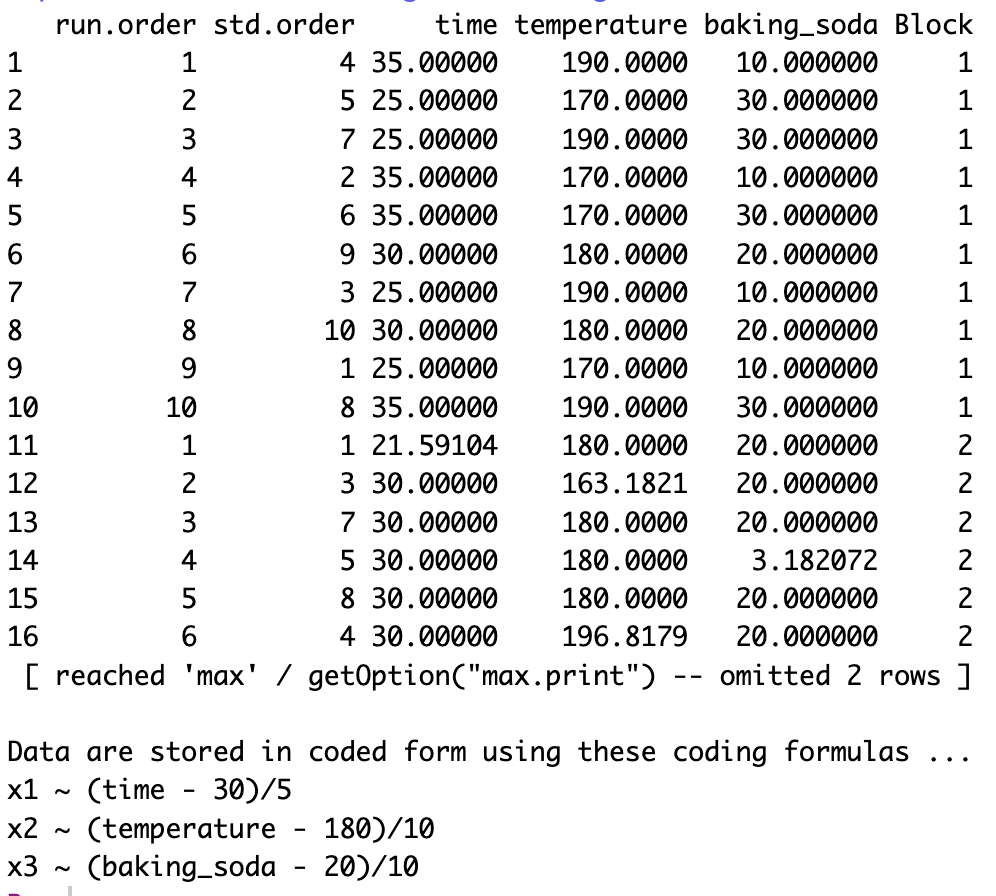 run.order std.order time temperature baking_soda Block
1 1 4 35.00000 190.0000 10.000000 1
2 2 5 25.00000 170.0000 30.000000 1
3 3 7 25.00000 190.0000 30.000000 1
4 4 2 35.00000 170.0000 10.000000 1
5 5 6 35.00000 170.0000 30.000000 1
6 6 9 30.00000 180.0000 20.000000 1
7 7 3 25.00000 190.0000 10.000000 1
8 8 10 30.00000 180.0000 20.000000 1
9 9 1 25.00000 170.0000 10.000000 1
10 10 8 35.00000 190.0000 30.000000 1
11 1 1 21.59104 180.0000 20.000000 2
12 2 3 30.00000 163.1821 20.000000 2
13 3 7 30.00000 180.0000 20.000000 2
14 4 5 30.00000 180.0000 3.182072 2
15 5 8 30.00000 180.0000 20.000000 2
16 6 4 30.00000 196.8179 20.000000 2
[ reached 'max' / getOption("max.print") -- omitted 2 rows ]
Data are stored in coded form using these coding formulas ...
x1 ~ (time - 30)/5
x2 ~ (temperature - 180)/10
x3 ~ (baking_soda - 20)/10